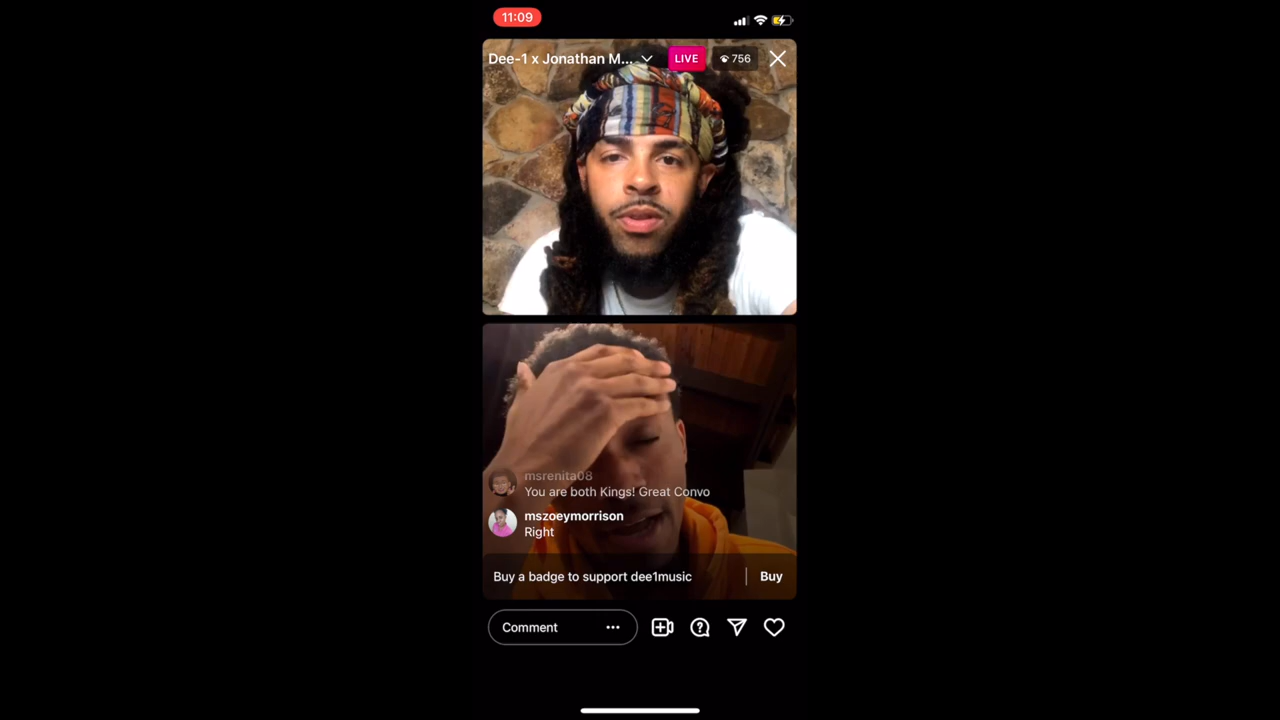 11:09
Dee-1 x Jonathan M... LIVE 756
msrenita08
You are both Kings! Great Convo
mszoeymorrison
Right
Buy a badge to support dee1music Buy
Comment